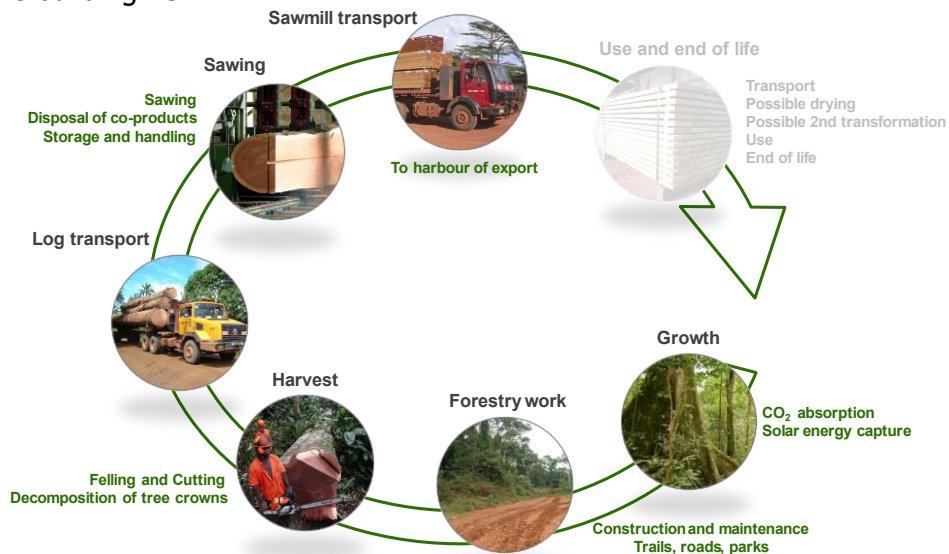 Sawmill transport
Use and end of life
Sawing
Transport
Possible drying
Possible 2nd transformation
Use
End of life
Sawing
Disposal of co-products
Storage and handling
To harbour of export
Log transport
Growth
Harvest
Forestry work
CO₂ absorption
Solar energy capture
Felling and Cutting
Decomposition of tree crowns
Construction and maintenance
Trails, roads, parks